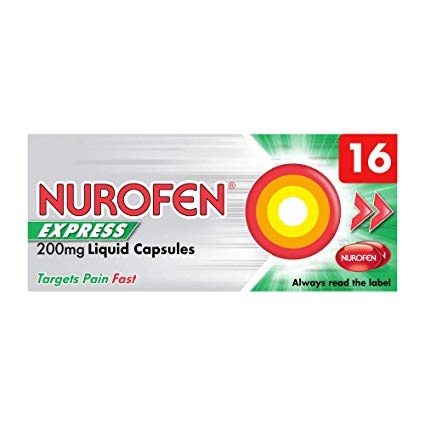 16
NUROFEN®
EXPRESS
200mg Liquid Capsules
Targets Pain Fast
NUROFEN
Always read the label